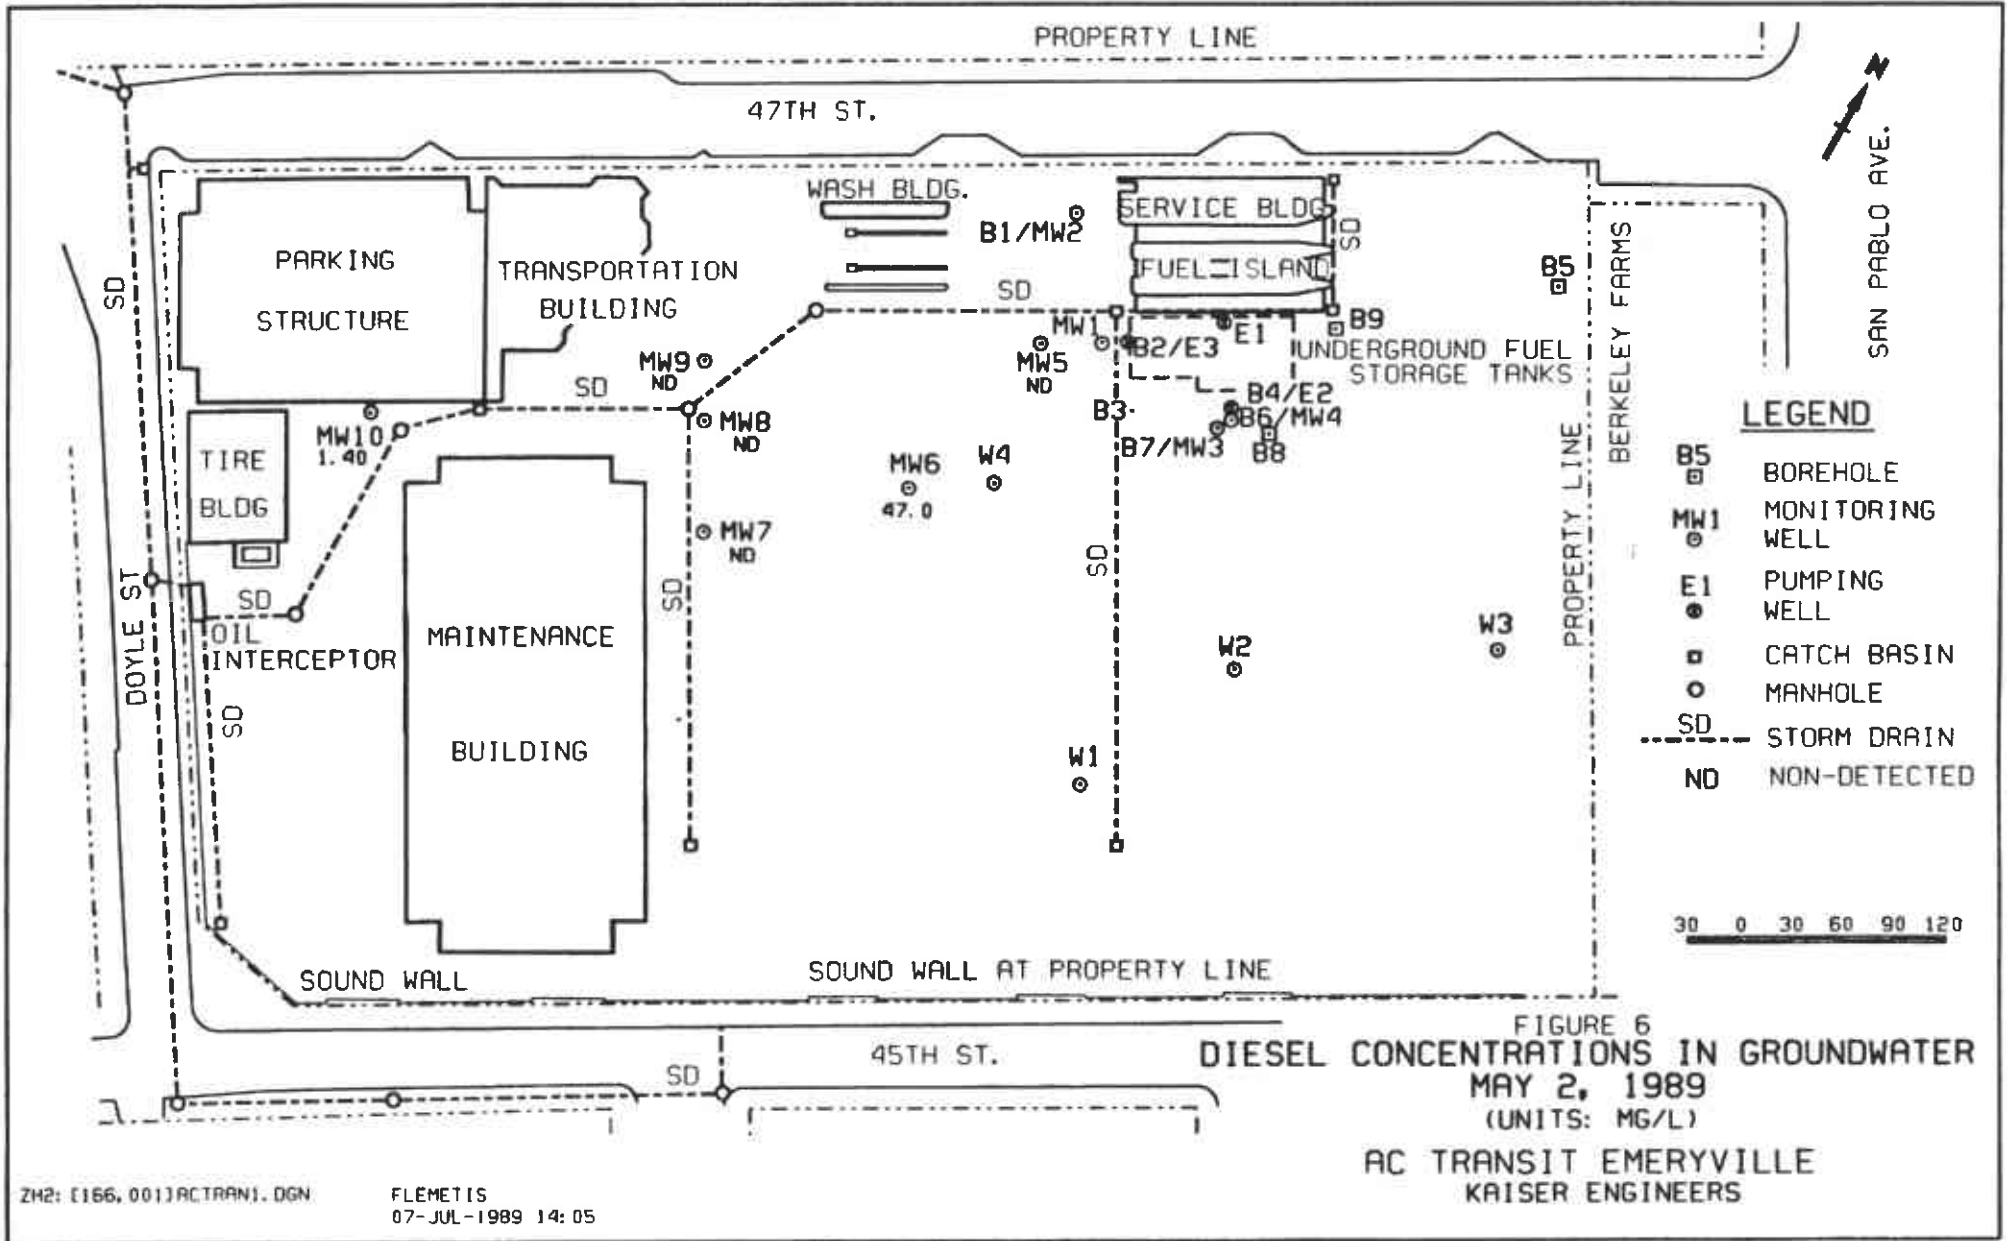 PROPERTY LINE
47TH ST.
N
SAN PABLO AVE.
WASH BLDG.
SERVICE BLDG
B1/MW2
SD
PARKING
STRUCTURE
TRANSPORTATION
BUILDING
FUEL ISLAND
B5
BERKELEY FARMS
SD
SD
MW1
E1
B9
MW9
ND
MW5
ND
B2/E3
UNDERGROUND FUEL
STORAGE TANKS
SD
B4/E2
B3
B6/MW4
MW10
1.40
MW8
ND
B7/MW3
B8
TIRE
BLDG
MW6
47.0
W4
MW7
ND
PROPERTY LINE
SD
SD
DOYLE ST
SD
OIL
INTERCEPTOR
SD
MAINTENANCE
BUILDING
W2
W3
W1
LEGEND
B5
BOREHOLE
MW1
MONITORING
WELL
E1
PUMPING
WELL
CATCH BASIN
MANHOLE
SD
STORM DRAIN
ND NON-DETECTED
30 0 30 60 90 120
SOUND WALL
SOUND WALL AT PROPERTY LINE
45TH ST.
SD
FIGURE 6
DIESEL CONCENTRATIONS IN GROUNDWATER
MAY 2, 1989
(UNITS: MG/L)
AC TRANSIT EMERYVILLE
KAISER ENGINEERS
ZH2: [166,001]ACTRAN1.DGN
FLEMETIS
07-JUL-1989 14:05